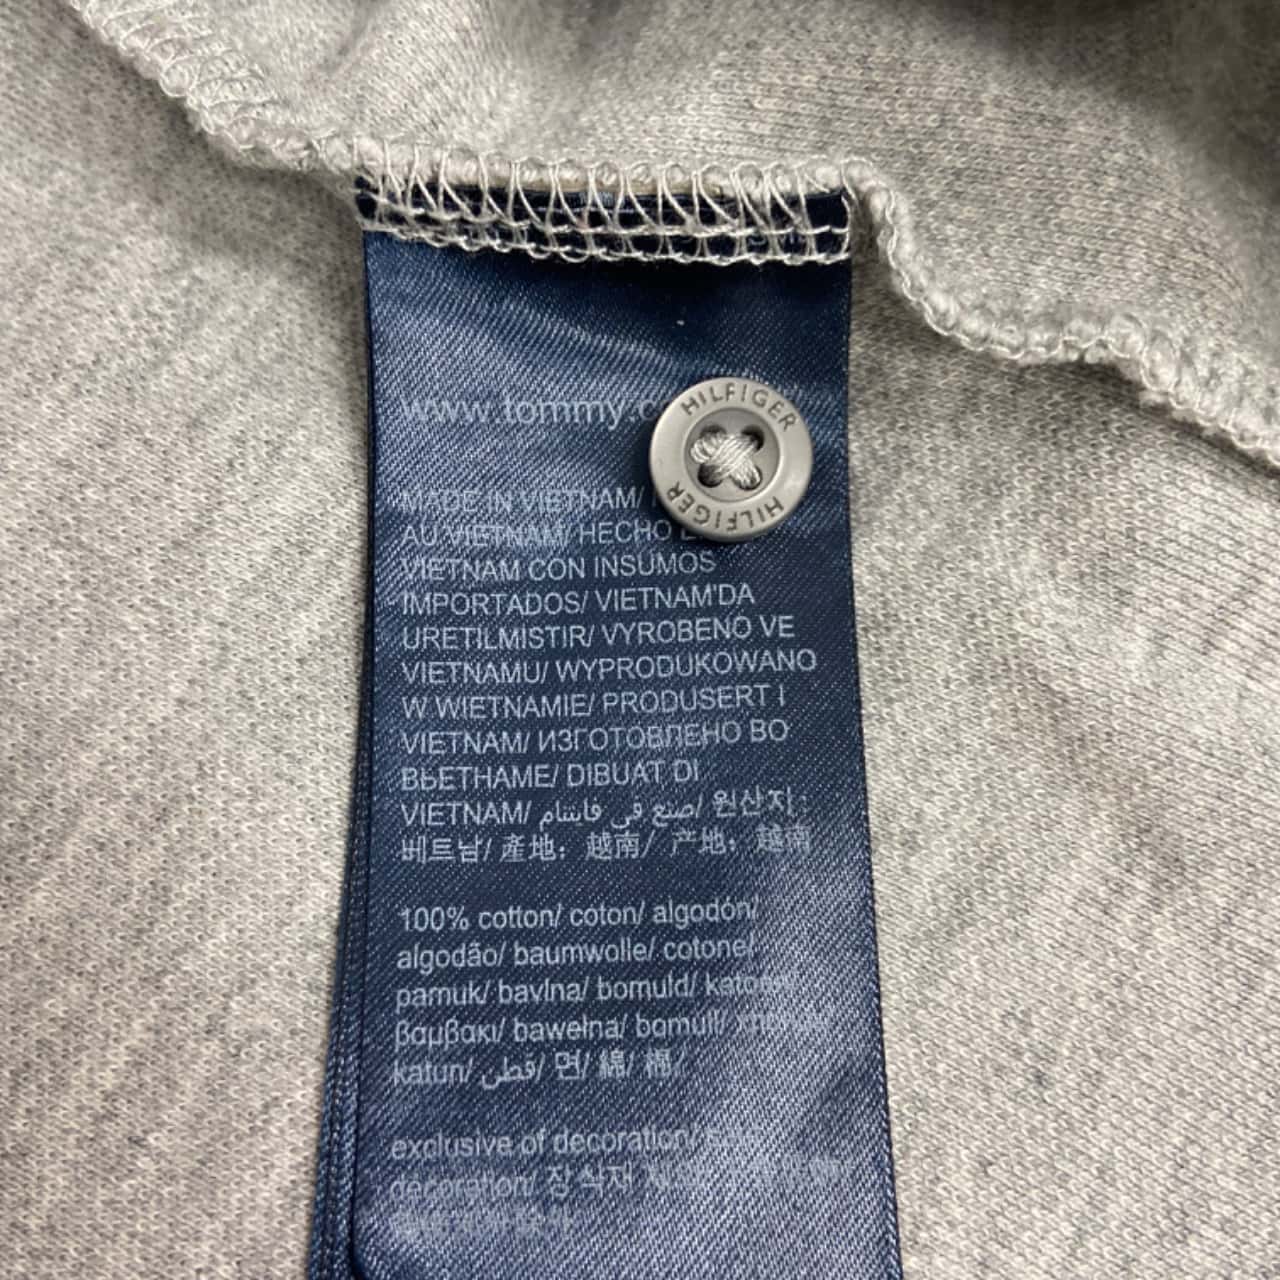 www.tommy.
HILFIGER
HILFIGER
MADE IN VIETNAM/
AU VIETNAM/ HECHO
VIETNAM CON INSUMOS
IMPORTADOS/ VIETNAM'DA
URETILMISTIR/ VYROBENO VE
VIETNAMU/ WYPRODUKOWANO
W WIETNAMIE/ PRODUSERT I
VIETNAM/ ИЗГОТОВЛЕНО ВО
ВЬЕТНАМЕ/ DIBUAT DI
VIETNAM/ صنع في فايتنام/ 원산지:
베트남/ 產地: 越南/ 产地: 越南
100% cotton/ coton/ algodón/
algodão/ baumwolle/ cotone/
pamuk/ bavlna/ bomuld/
βαμβακι/ bawełna/ bomull/
katun/ قطن/ 면/ 綿/ 棉/
exclusive of decoration/
decoration/ 장식재